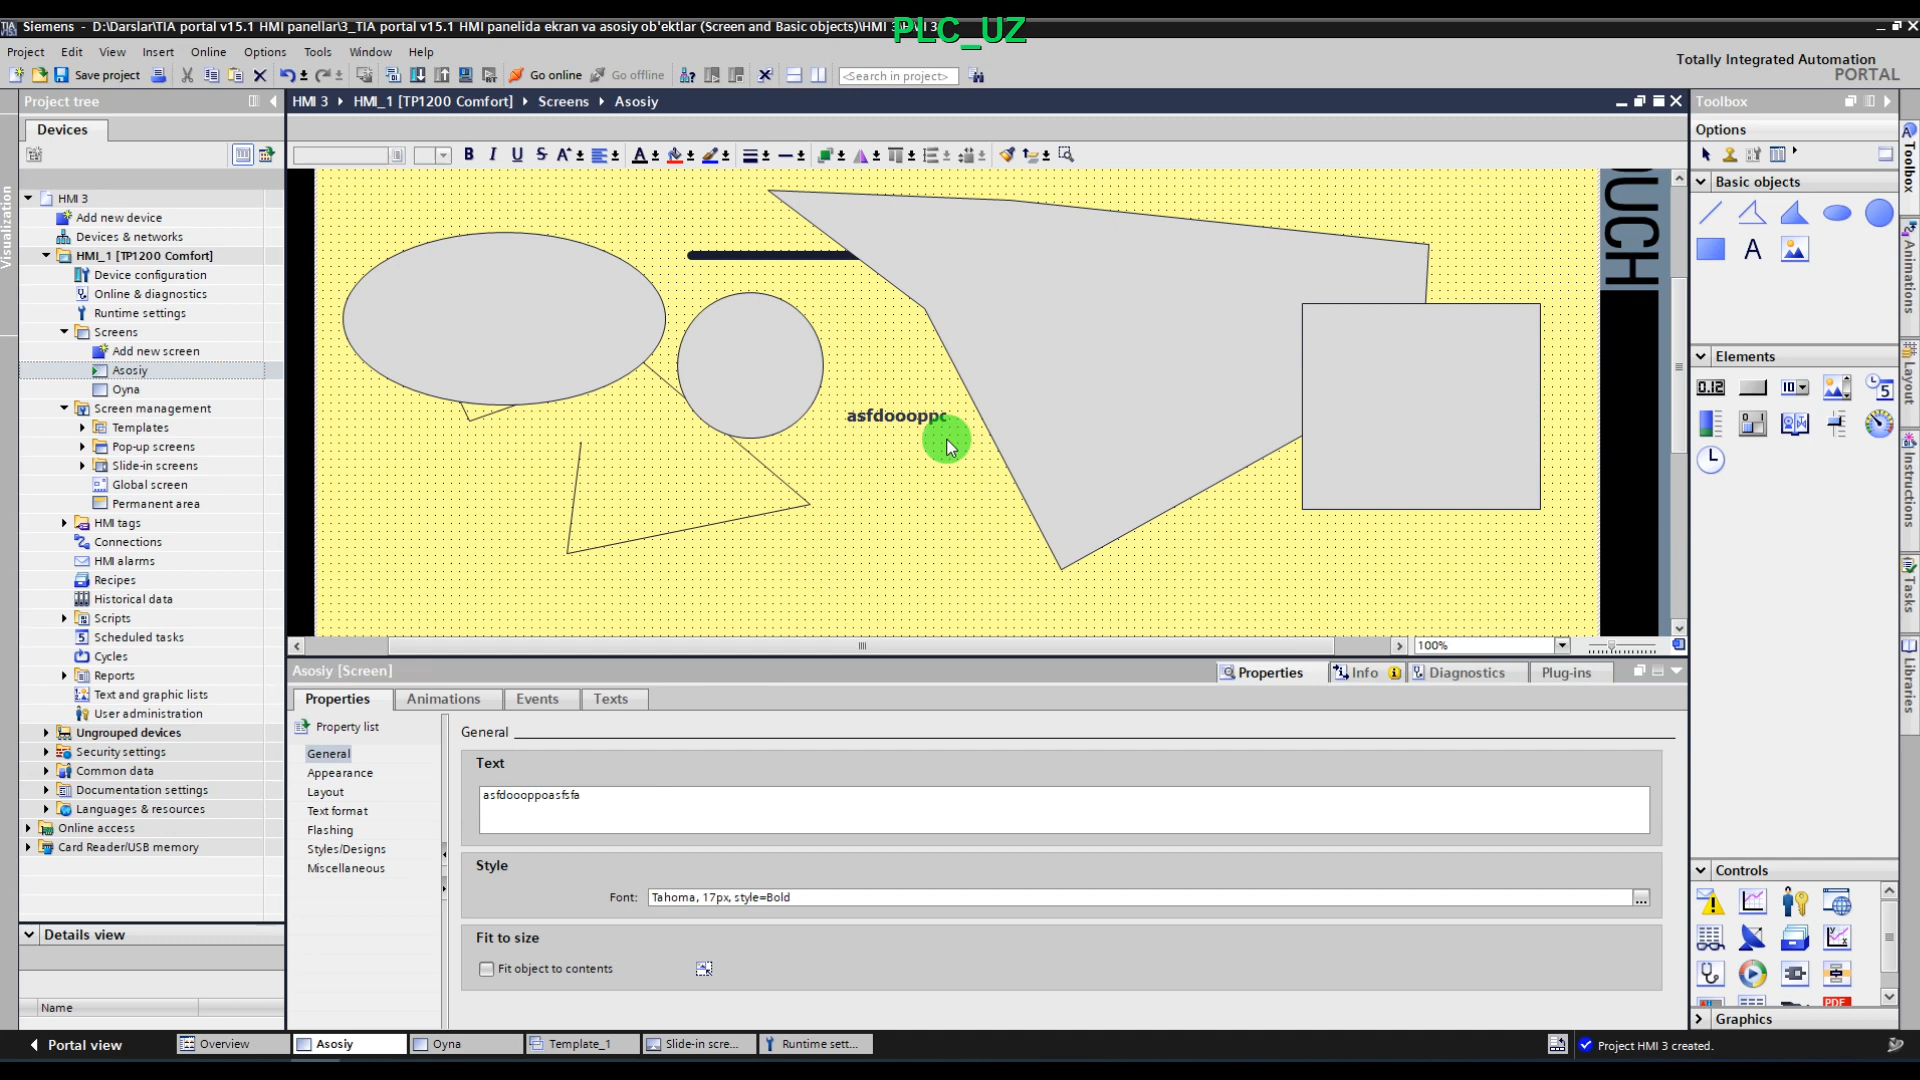 PLC_UZ
Siemens - D:\Darslar\TIA portal v15.1 HMI panellar\3_TIA portal v15.1 HMI panelida ekran va asosiy ob'ektlar (Screen and Basic objects)\HMI 3\HMI 3
Project Edit View Insert Online Options Tools Window Help
Totally Integrated Automation
PORTAL
Save project
Go online
Go offline
<Search in project>
Project tree
HMI 3 HMI_1 [TP1200 Comfort] Screens Asosiy
Toolbox
Devices
Options
Basic objects
Visualization
HMI 3
Add new device
Devices & networks
HMI_1 [TP1200 Comfort]
Device configuration
Online & diagnostics
Runtime settings
Screens
Add new screen
Asosiy
Oyna
Screen management
Templates
Pop-up screens
Slide-in screens
Global screen
Permanent area
HMI tags
Connections
HMI alarms
Recipes
Historical data
Scripts
Scheduled tasks
Cycles
Reports
Text and graphic lists
User administration
Ungrouped devices
Security settings
Common data
Documentation settings
Languages & resources
Online access
Card Reader/USB memory
Details view
Name
OUCH
asfdoooppc
100%
Elements
0.12
10
5
Toolbox
Animations
Layout
Instructions
Tasks
Libraries
Asosiy [Screen]
Properties Info Diagnostics Plug-ins
Properties Animations Events Texts
Property list
General
Appearance
Layout
Text format
Flashing
Styles/Designs
Miscellaneous
General
Text
asfdoooppoasfsfa
Style
Font: Tahoma, 17px, style=Bold
...
Fit to size
Fit object to contents
Controls
PDF
Graphics
Portal view
Overview
Asosiy
Oyna
Template_1
Slide-in scre...
Runtime sett...
Project HMI 3 created.